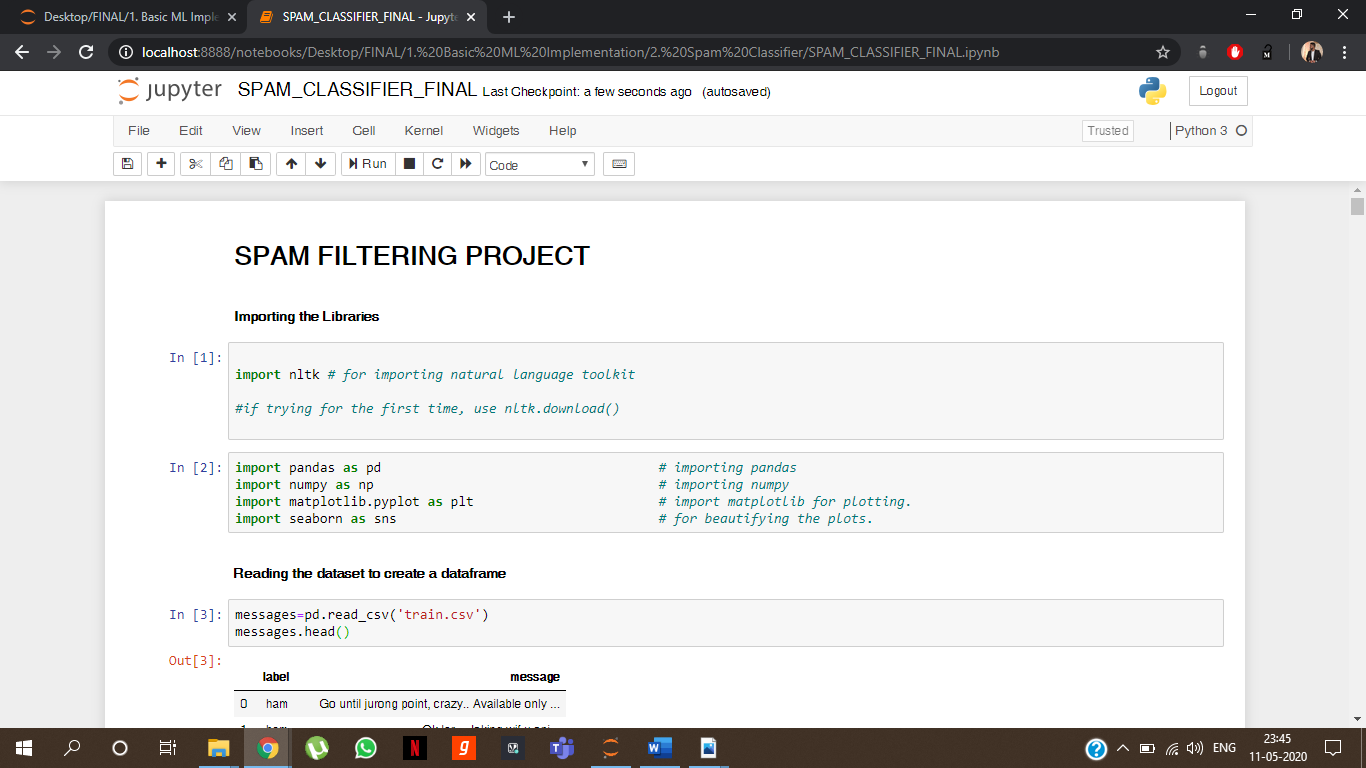 Desktop/FINAL/1. Basic ML Imple
SPAM_CLASSIFIER_FINAL - Jupyte
localhost:8888/notebooks/Desktop/FINAL/1.%20Basic%20ML%20Implementation/2.%20Spam%20Classifier/SPAM_CLASSIFIER_FINAL.ipynb
jupyter SPAM_CLASSIFIER_FINAL Last Checkpoint: a few seconds ago (autosaved)
Logout
File Edit View Insert Cell Kernel Widgets Help
Trusted
Python 3
Run
Code
SPAM FILTERING PROJECT
Importing the Libraries
In [1]:
import nltk # for importing natural language toolkit
#if trying for the first time, use nltk.download()
In [2]: import pandas as pd # importing pandas
import numpy as np # importing numpy
import matplotlib.pyplot as plt # import matplotlib for plotting.
import seaborn as sns # for beautifying the plots.
Reading the dataset to create a dataframe
In [3]: messages=pd.read_csv('train.csv')
messages.head()
Out[3]:
label message
0 ham Go until jurong point, crazy.. Available only ...
ENG
23:45
11-05-2020